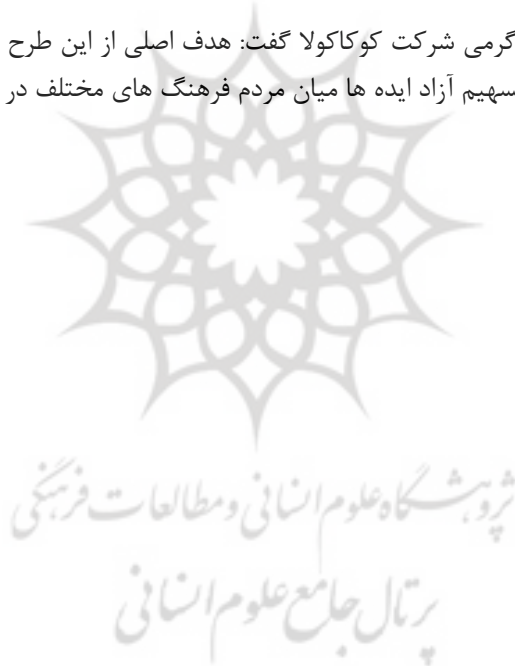 گرمی شرکت کوکاکولا گفت: هدف اصلی از این طرح
سهیم آزاد ایده ها میان مردم فرهنگ های مختلف در
پژوهشگاه علوم انسانی و مطالعات فرهنگی
پرتال جامع علوم انسانی